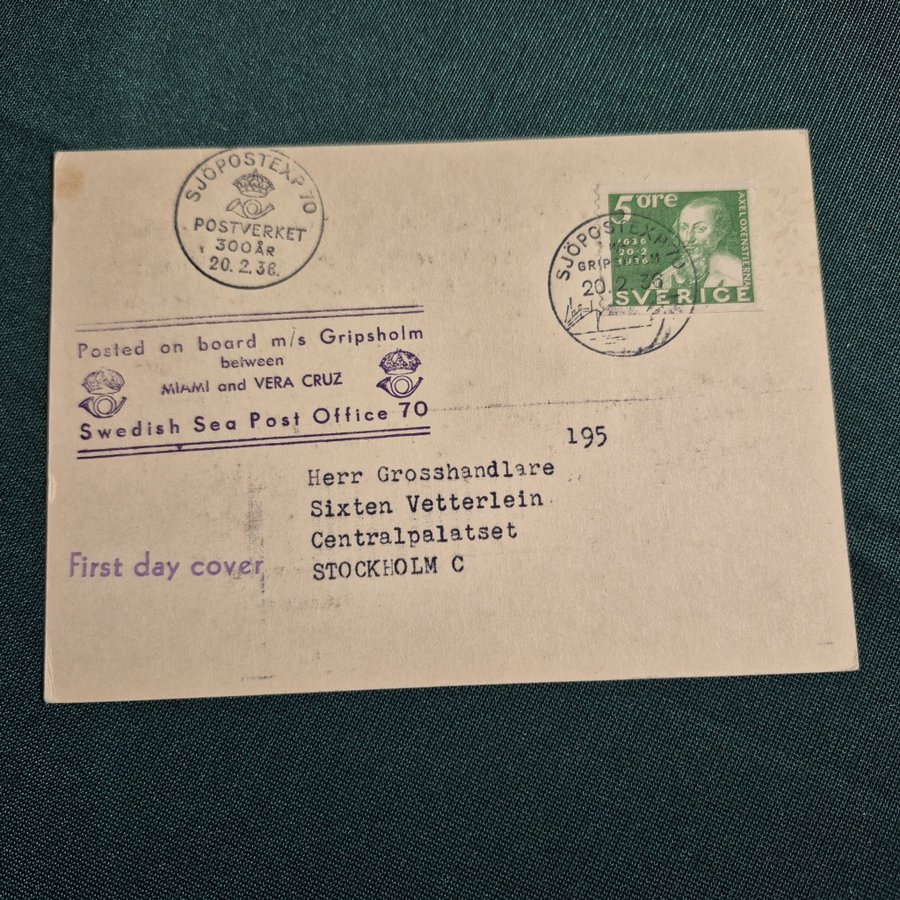 SJÖPOSTEXP 70
POSTVERKET
300 ÅR
20.2.36.
5 öre
AXEL OXENSTIERNA
1636
20-2
1936
SVERIGE
SJÖPOSTEXP 70
GRIPSHOLM
20.2.36
Posted on board m/s Gripsholm
between
MIAMI and VERA CRUZ
Swedish Sea Post Office 70
195
Herr Grosshandlare
Sixten Vetterlein
Centralpalatset
STOCKHOLM C
First day cover